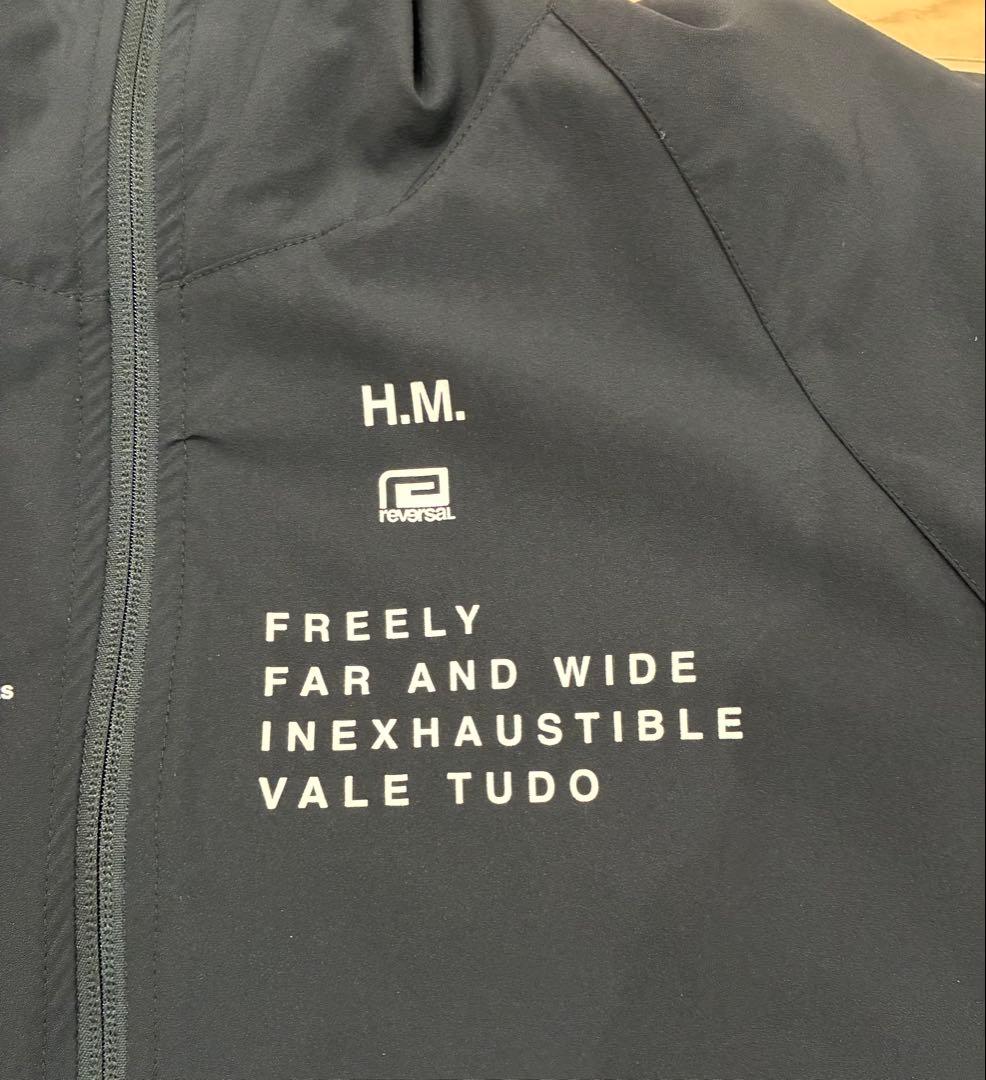 H.M.
reversal
FREELY
FAR AND WIDE
INEXHAUSTIBLE
VALE TUDO